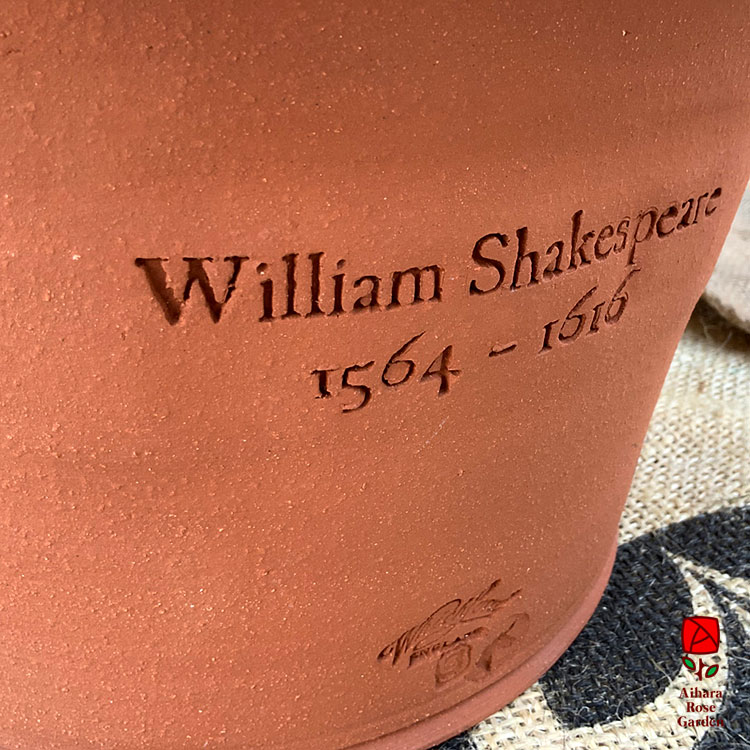 William Shakespeare
1564 – 1616
ENGLAND
Aihara
Rose
Garden